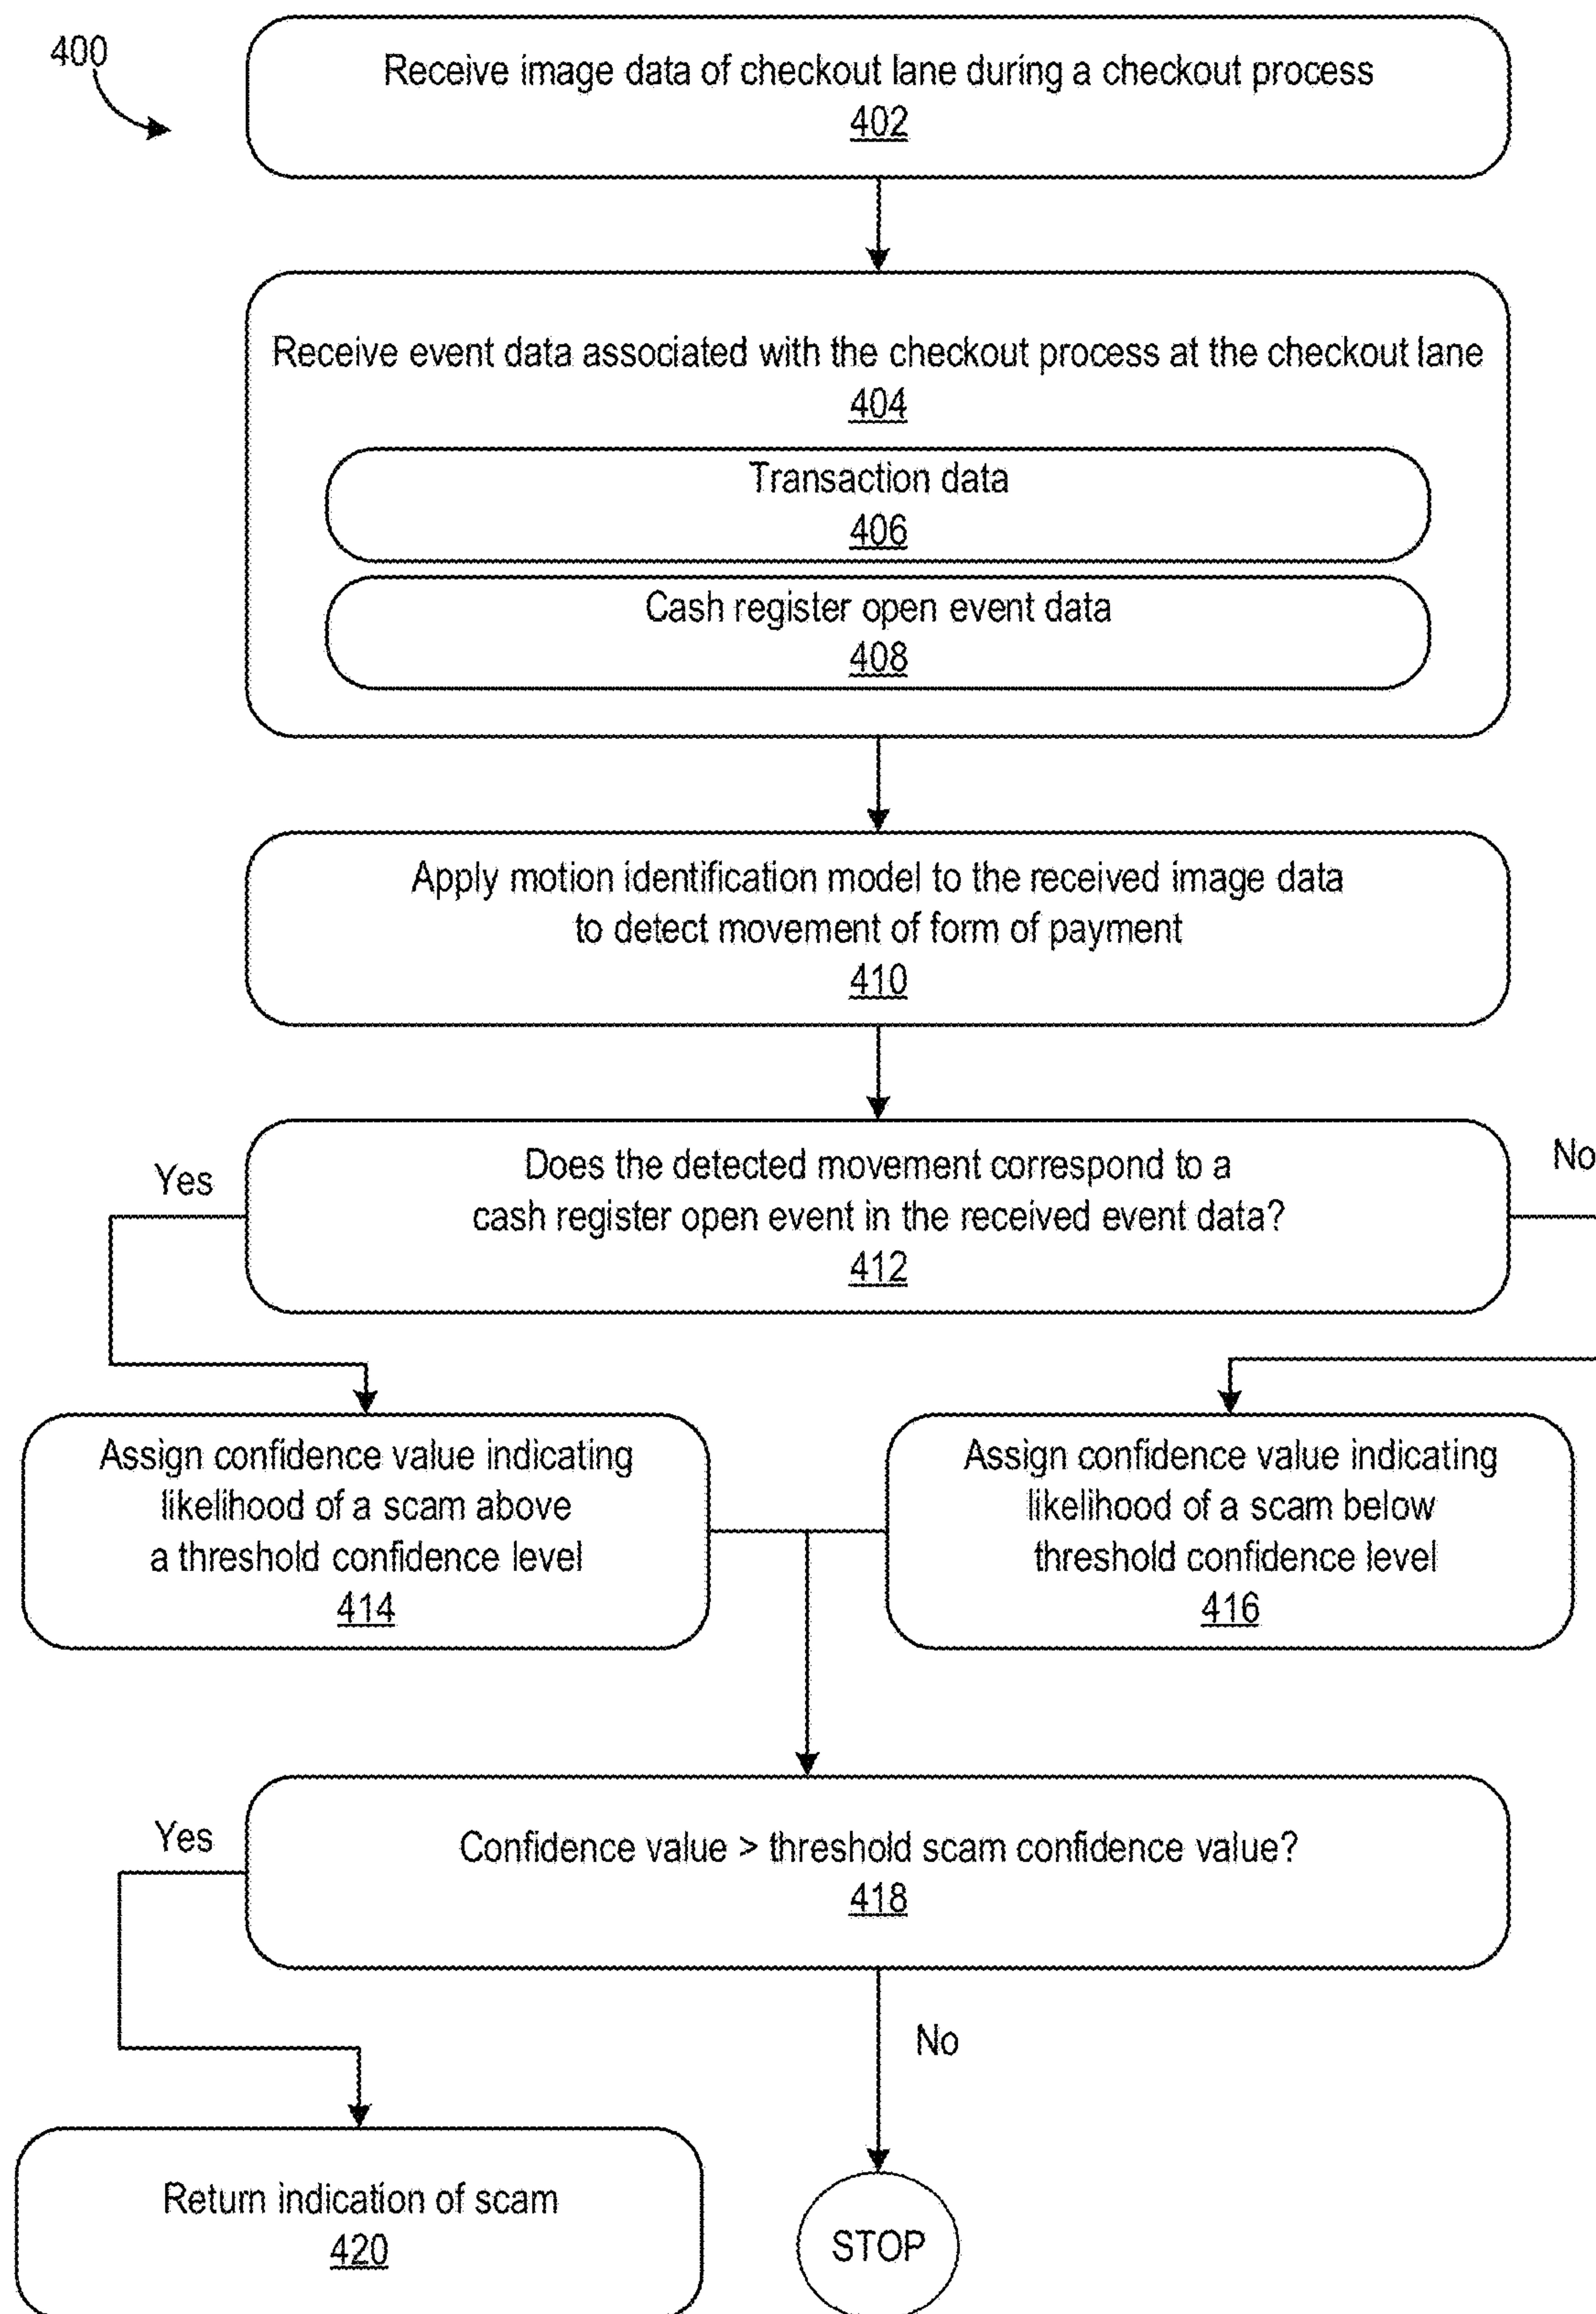 400
Receive image data of checkout lane during a checkout process
402
Receive event data associated with the checkout process at the checkout lane
404
Transaction data
406
Cash register open event data
408
Apply motion identification model to the received image data
to detect movement of form of payment
410
Does the detected movement correspond to a
cash register open event in the received event data?
412
Yes
No
Assign confidence value indicating
likelihood of a scam above
a threshold confidence level
414
Assign confidence value indicating
likelihood of a scam below
threshold confidence level
416
Confidence value > threshold scam confidence value?
418
Yes
No
Return indication of scam
420
STOP